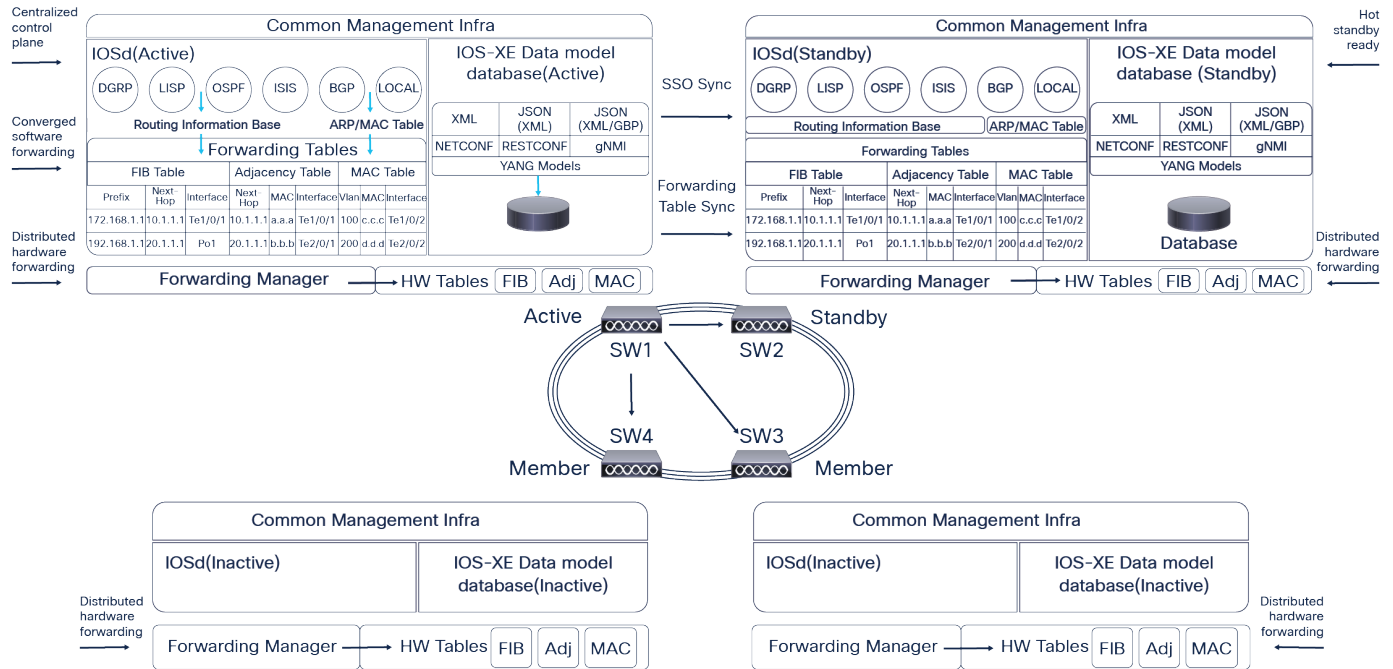 Centralized
control
plane
Converged
software
forwarding
Distributed
hardware
forwarding
Common Management Infra
IOSd(Active)
DGRP LISP OSPF ISIS BGP LOCAL
Routing Information Base ARP/MAC Table
Forwarding Tables
FIB Table Adjacency Table MAC Table
Prefix Next-Hop Interface Next-Hop MAC Interface Vlan MAC Interface
172.168.1.1 10.1.1.1 Te1/0/1 10.1.1.1 a.a.a Te1/0/1 100 c.c.c Te1/0/2
192.168.1.1 20.1.1.1 Po1 20.1.1.1 b.b.b Te2/0/1 200 d.d.d Te2/0/2
IOS-XE Data model
database(Active)
XML JSON (XML) JSON (XML/GBP)
NETCONF RESTCONF gNMI
YANG Models
Forwarding Manager HW Tables FIB Adj MAC
SSO Sync
Forwarding
Table Sync
Common Management Infra
IOSd(Standby)
DGRP LISP OSPF ISIS BGP LOCAL
Routing Information Base ARP/MAC Table
Forwarding Tables
FIB Table Adjacency Table MAC Table
Prefix Next-Hop Interface Next-Hop MAC Interface Vlan MAC Interface
172.168.1.1 10.1.1.1 Te1/0/1 10.1.1.1 a.a.a Te1/0/1 100 c.c.c Te1/0/2
192.168.1.1 20.1.1.1 Po1 20.1.1.1 b.b.b Te2/0/1 200 d.d.d Te2/0/2
IOS-XE Data model
database (Standby)
XML JSON (XML) JSON (XML/GBP)
NETCONF RESTCONF gNMI
YANG Models
Database
Forwarding Manager HW Tables FIB Adj MAC
Hot
standby
ready
Distributed
hardware
forwarding
Active Standby
SW1 SW2
SW4 SW3
Member Member
Common Management Infra
IOSd(Inactive)
IOS-XE Data model
database(Inactive)
Distributed
hardware
forwarding
Forwarding Manager HW Tables FIB Adj MAC
Common Management Infra
IOSd(Inactive)
IOS-XE Data model
database(Inactive)
Forwarding Manager HW Tables FIB Adj MAC
Distributed
hardware
forwarding